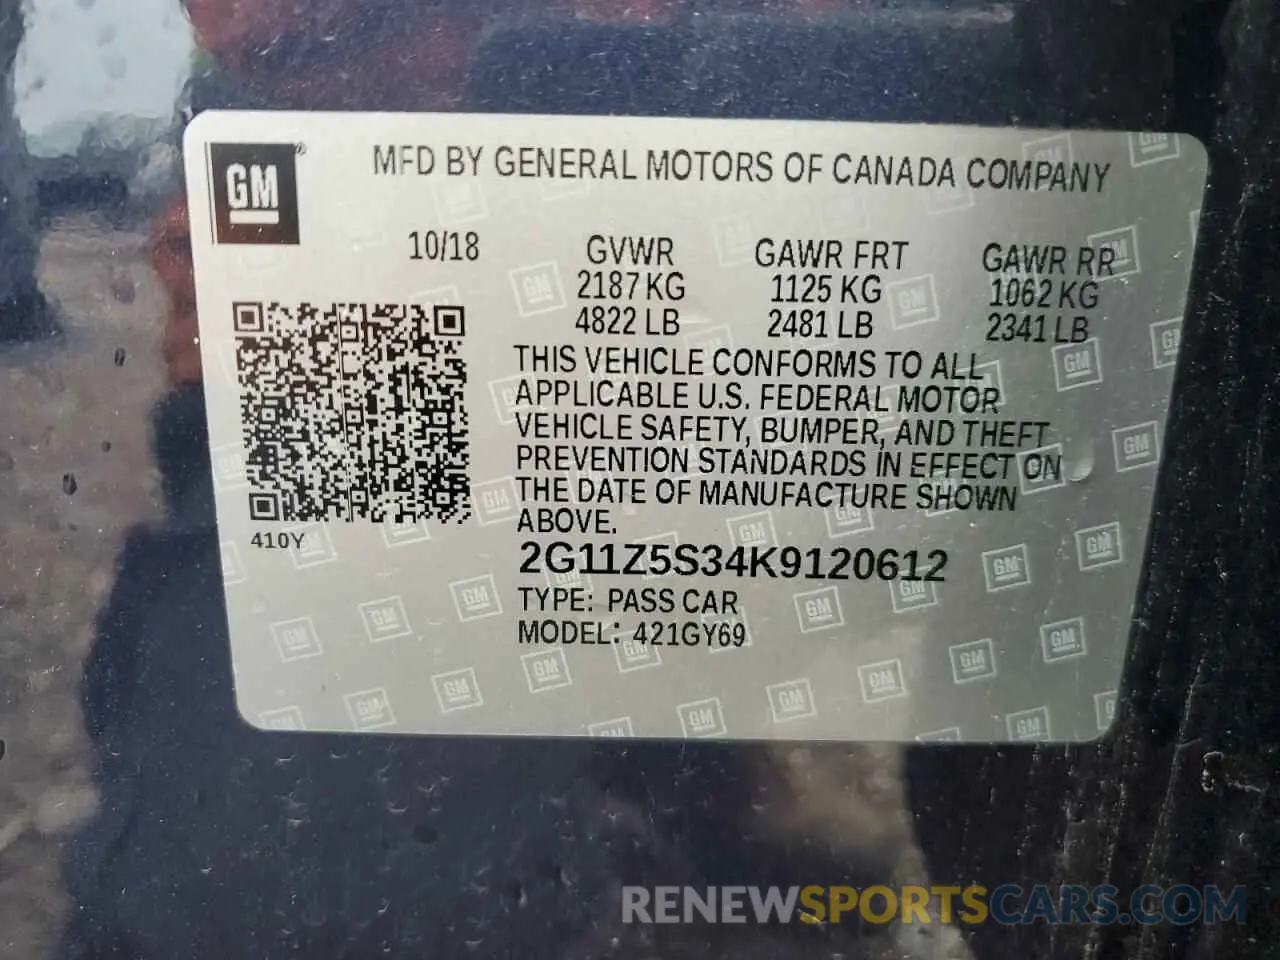 GM®
MFD BY GENERAL MOTORS OF CANADA COMPANY
10/18
GVWR GAWR FRT GAWR RR
2187 KG 1125 KG 1062 KG
4822 LB 2481 LB 2341 LB
THIS VEHICLE CONFORMS TO ALL
APPLICABLE U.S. FEDERAL MOTOR
VEHICLE SAFETY, BUMPER, AND THEFT
PREVENTION STANDARDS IN EFFECT ON
THE DATE OF MANUFACTURE SHOWN
ABOVE.
410Y
2G11Z5S34K9120612
TYPE: PASS CAR
MODEL: 421GY69
RENEWSPORTSCARS.COM